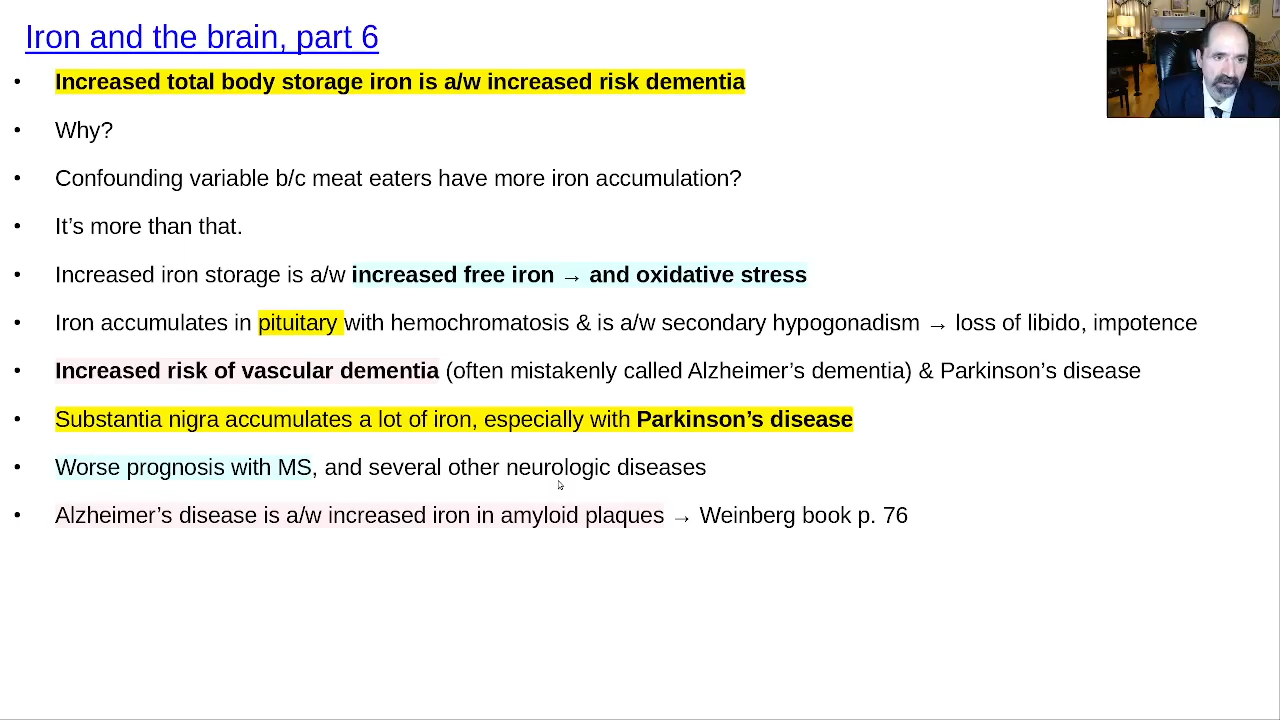 Iron and the brain, part 6
• Increased total body storage iron is a/w increased risk dementia
• Why?
• Confounding variable b/c meat eaters have more iron accumulation?
• It’s more than that.
• Increased iron storage is a/w increased free iron → and oxidative stress
• Iron accumulates in pituitary with hemochromatosis & is a/w secondary hypogonadism → loss of libido, impotence
• Increased risk of vascular dementia (often mistakenly called Alzheimer’s dementia) & Parkinson’s disease
• Substantia nigra accumulates a lot of iron, especially with Parkinson’s disease
• Worse prognosis with MS, and several other neurologic diseases
• Alzheimer’s disease is a/w increased iron in amyloid plaques → Weinberg book p. 76